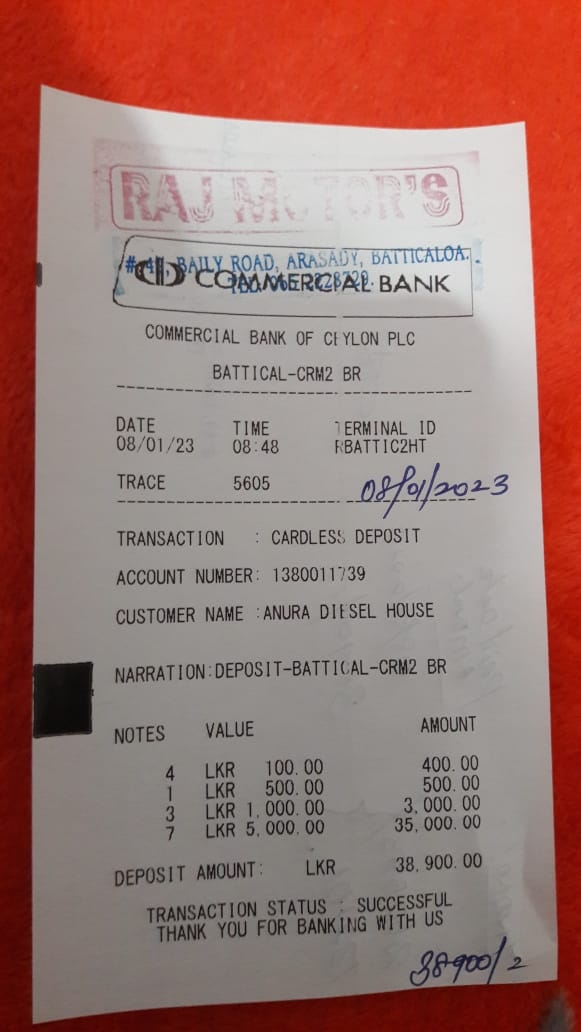 RAJ MOTOR'S
BAILY ROAD, ARASADY, BATTICALOA.
COMMERCIAL BANK
COMMERCIAL BANK OF CEYLON PLC
BATTICAL-CRM2 BR
DATE TIME TERMINAL ID
08/01/23 08:48 RBATTIC2HT
TRACE 5605
08/01/2023
TRANSACTION : CARDLESS DEPOSIT
ACCOUNT NUMBER: 1380011739
CUSTOMER NAME :ANURA DIESEL HOUSE
NARRATION:DEPOSIT-BATTICAL-CRM2 BR
NOTES VALUE AMOUNT
4 LKR 100.00 400.00
1 LKR 500.00 500.00
3 LKR 1,000.00 3,000.00
7 LKR 5,000.00 35,000.00
DEPOSIT AMOUNT: LKR 38,900.00
TRANSACTION STATUS : SUCCESSFUL
THANK YOU FOR BANKING WITH US
38900/2